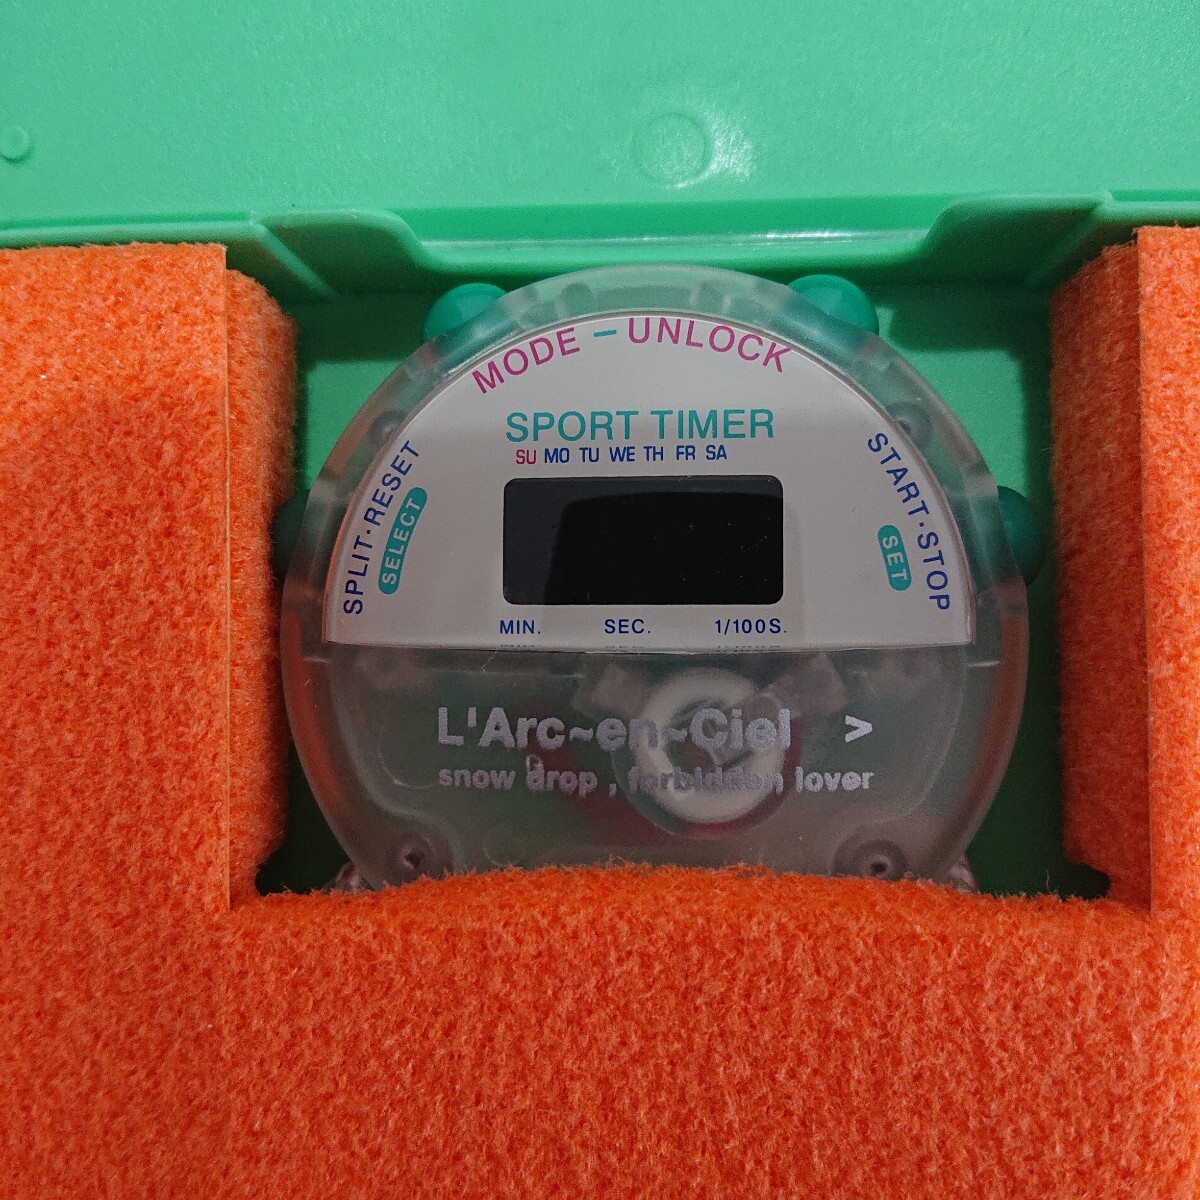 MODE - UNLOCK
SPORT TIMER
SU MO TU WE TH FR SA
SPLIT·RESET
SELECT
START·STOP
SET
MIN. SEC. 1/100S.
L'Arc~en~Ciel >
snow drop , forbidden lover